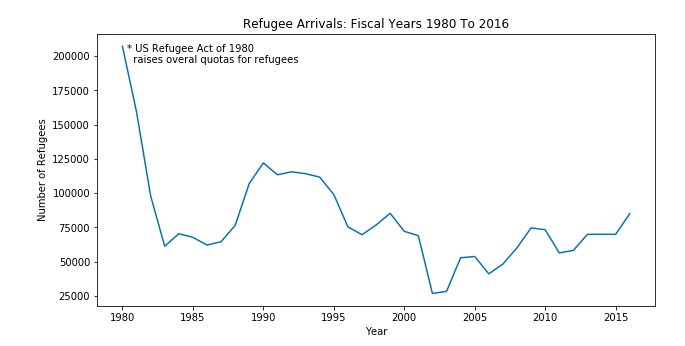 Refugee Arrivals: Fiscal Years 1980 To 2016
* US Refugee Act of 1980
raises overal quotas for refugees
200000
175000
150000
125000
100000
75000
50000
25000
Number of Refugees
1980 1985 1990 1995 2000 2005 2010 2015
Year